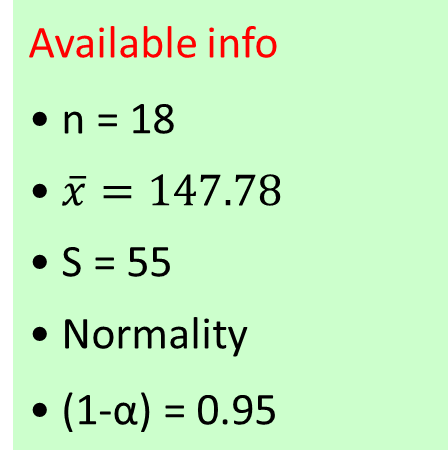 Available info
• n = 18
• x̄ = 147.78
• S = 55
• Normality
• (1-α) = 0.95